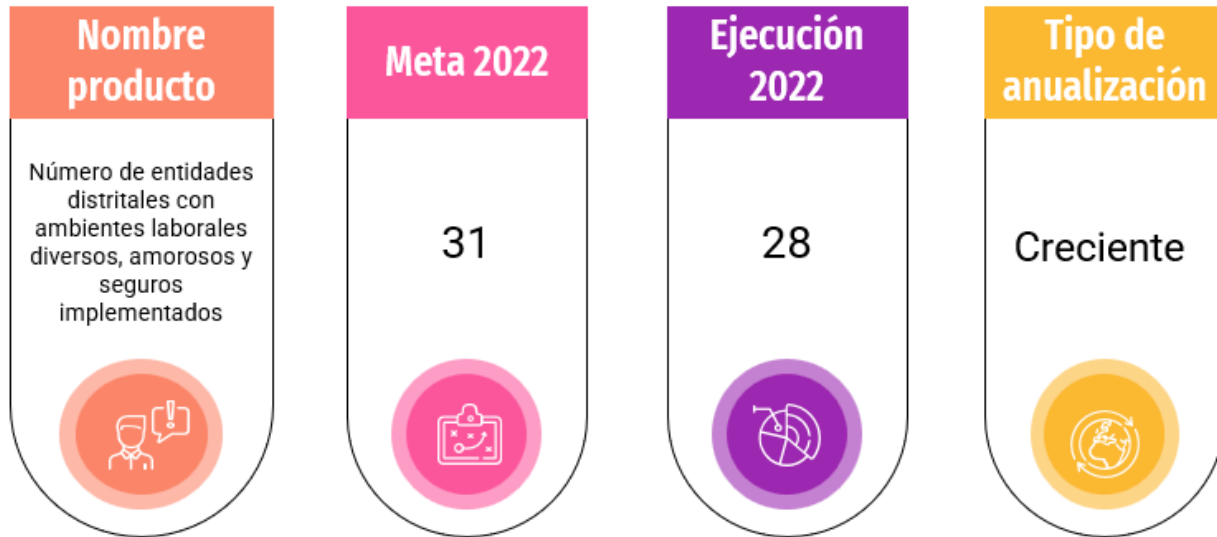 Nombre
producto
Número de entidades
distritales con
ambientes laborales
diversos, amorosos y
seguros
implementados
Meta 2022
31
Ejecución
2022
28
Tipo de
anualización
Creciente